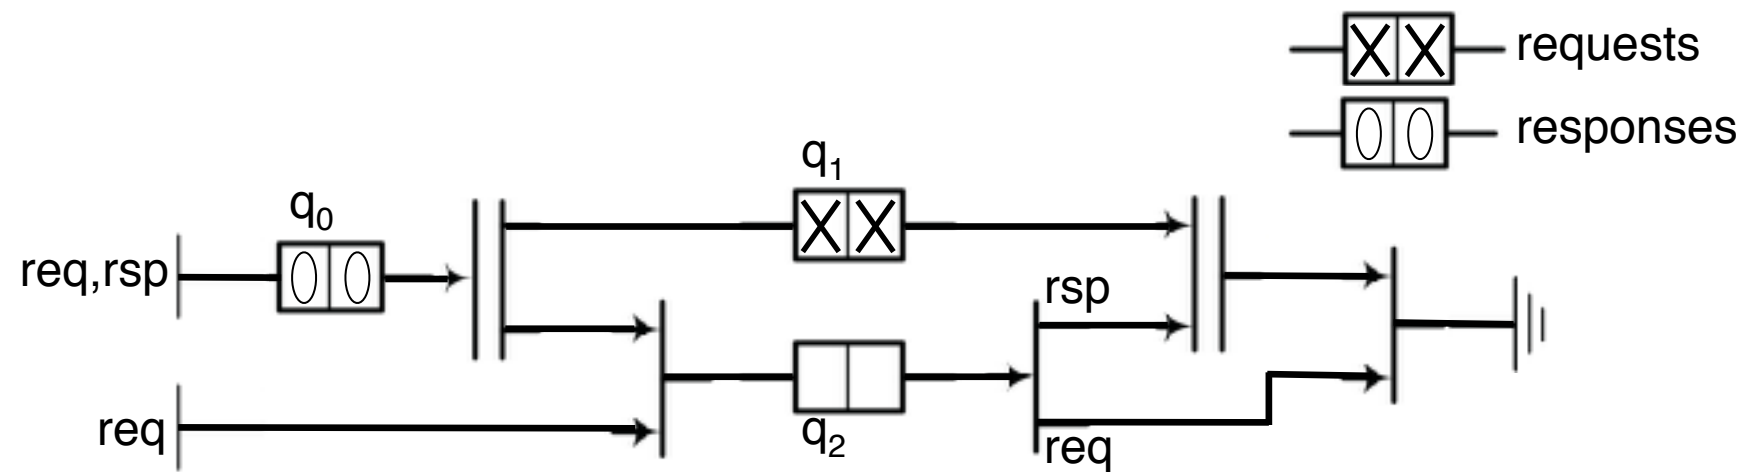 requests
responses
q1
q0
req,rsp
rsp
req
q2
req